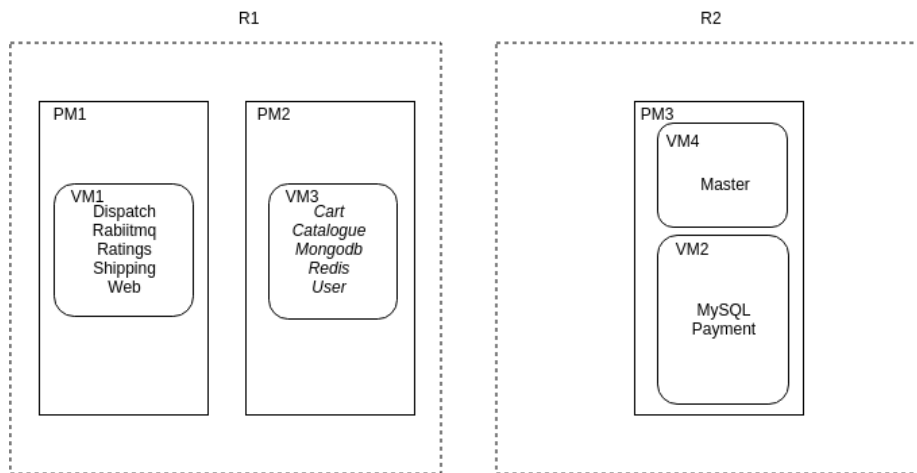 R1
R2
PM1
PM2
PM3
VM4
Master
VM1
Dispatch
Rabiitmq
Ratings
Shipping
Web
VM3
Cart
Catalogue
Mongodb
Redis
User
VM2
MySQL
Payment